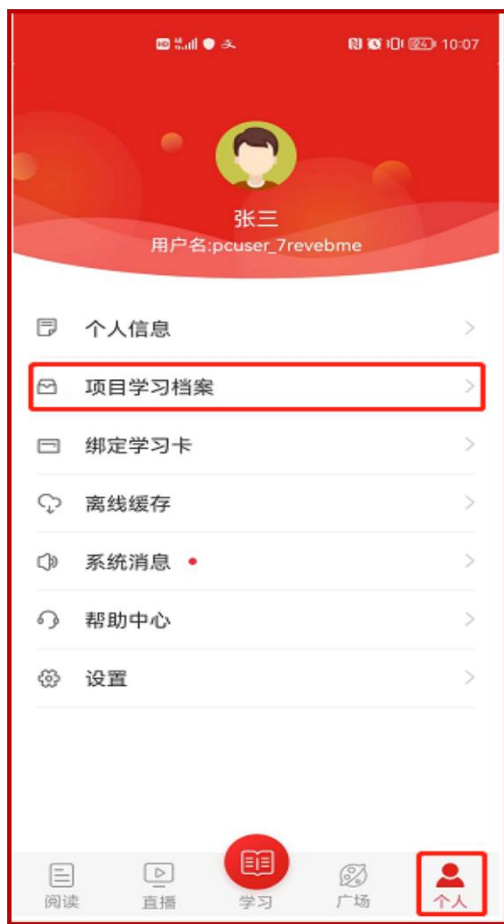 HD 10:07
张三
用户名:pcuser_7revebme
个人信息
项目学习档案
绑定学习卡
离线缓存
系统消息
帮助中心
设置
阅读 直播 学习 广场 个人